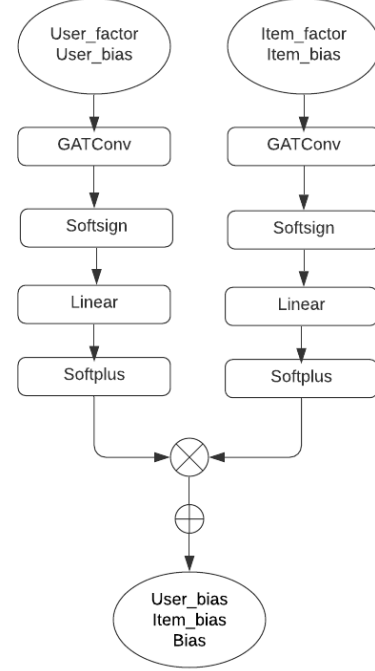 User_factor
User_bias
Item_factor
Item_bias
GATConv
GATConv
Softsign
Softsign
Linear
Linear
Softplus
Softplus
User_bias
Item_bias
Bias